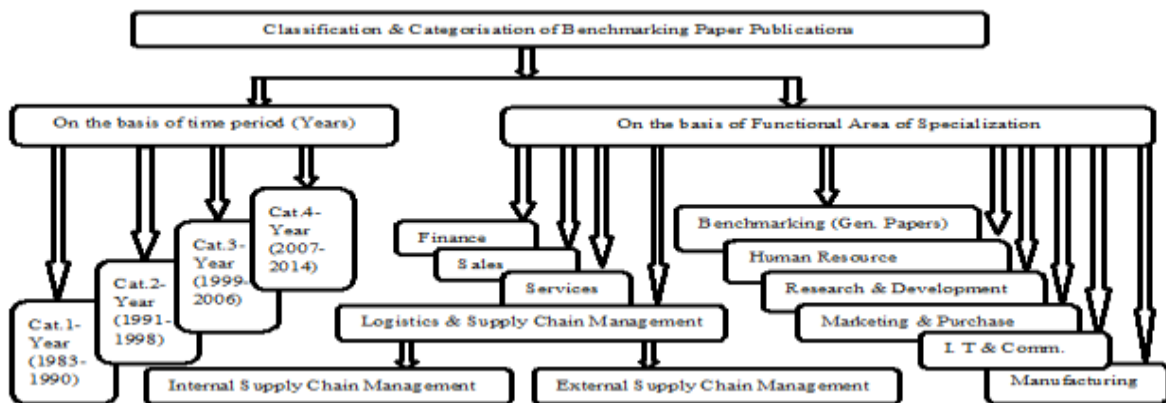 Classification & Categorisation of Benchmarking Paper Publications
On the basis of time period (Years)
On the basis of Functional Area of Specialization
Cat.1-
Year
(1983-
1990)
Cat.2-
Year
(1991-
1998)
Cat.3-
Year
(1999-
2006)
Cat.4-
Year
(2007-
2014)
Finance
Sales
Services
Logistics & Supply Chain Management
Internal Supply Chain Management
External Supply Chain Management
Benchmarking (Gen. Papers)
Human Resource
Research & Development
Marketing & Purchase
I. T & Comm.
Manufacturing